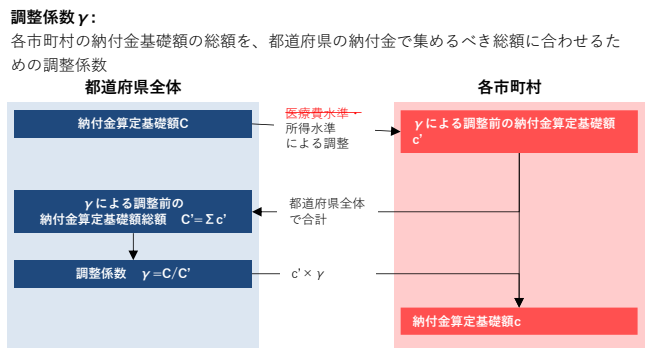 調整係数γ:
各市町村の納付金基礎額の総額を、都道府県の納付金で集めるべき総額に合わせるた
めの調整係数
都道府県全体
各市町村
納付金算定基礎額C
医療費水準・
所得水準
による調整
γによる調整前の納付金算定基礎額
c'
γによる調整前の
納付金算定基礎額総額　C'=Σc'
都道府県全体
で合計
調整係数　γ=C/C'
c'×γ
納付金算定基礎額c